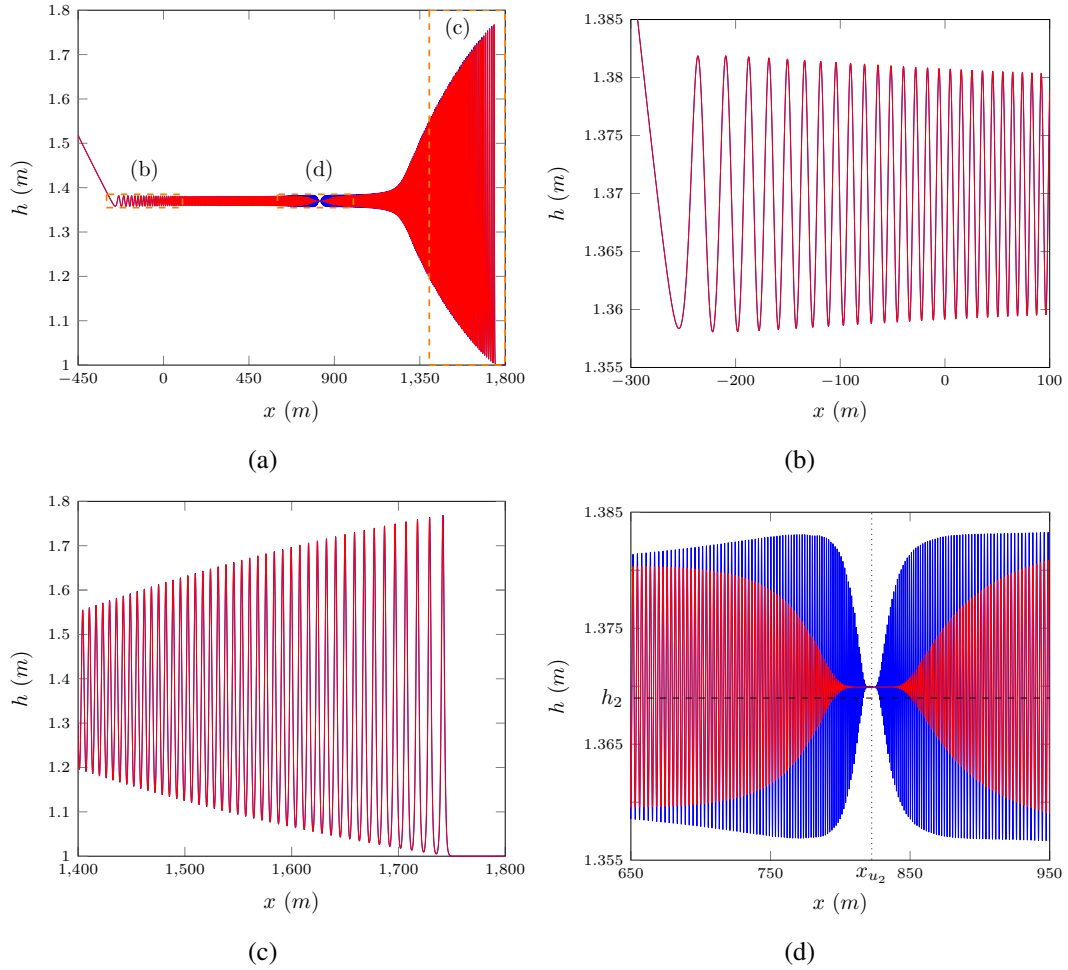 1.8
1.7
1.6
1.5
1.4
1.3
1.2
1.1
1
h (m)
(b)
(d)
(c)
−450
0
450
900
1,350
1,800
x (m)
(a)
1.385
1.38
1.375
1.37
1.365
1.36
1.355
h (m)
−300
−200
−100
0
100
x (m)
(b)
1.8
1.7
1.6
1.5
1.4
1.3
1.2
1.1
1
h (m)
1,400
1,500
1,600
1,700
1,800
x (m)
(c)
1.385
1.375
h₂
1.365
1.355
h (m)
650
750
x_{u₂}
850
950
x (m)
(d)